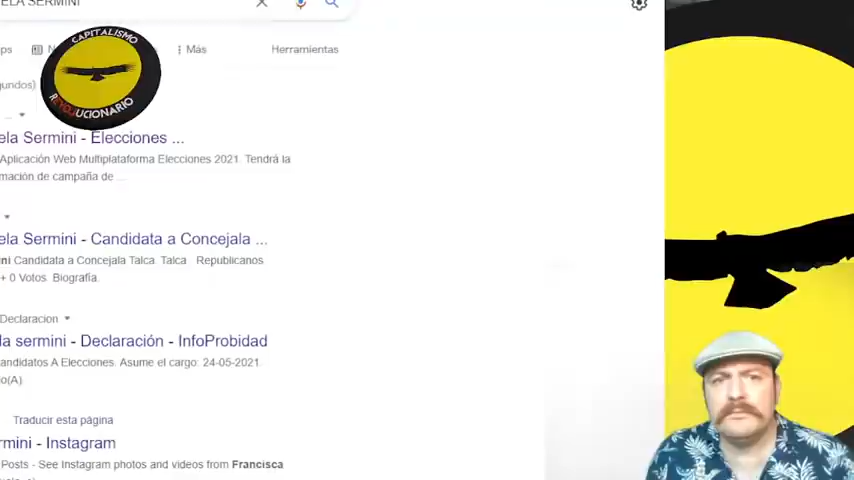 ELA SERMINI
ps
Más
Herramientas
CAPITALISMO
REVOLUCIONARIO
gundos)
ela Sermini - Elecciones ...
Aplicación Web Multiplataforma Elecciones 2021. Tendrá la
mación de campaña de ...
ela Sermini - Candidata a Concejala ...
ni Candidata a Concejala Talca. Talca Republicanos
+ 0 Votos. Biografía.
Declaracion
la sermini - Declaración - InfoProbidad
andidatos A Elecciones. Asume el cargo: 24-05-2021.
o(A)
Traducir esta página
rmini - Instagram
Posts - See Instagram photos and videos from Francisca